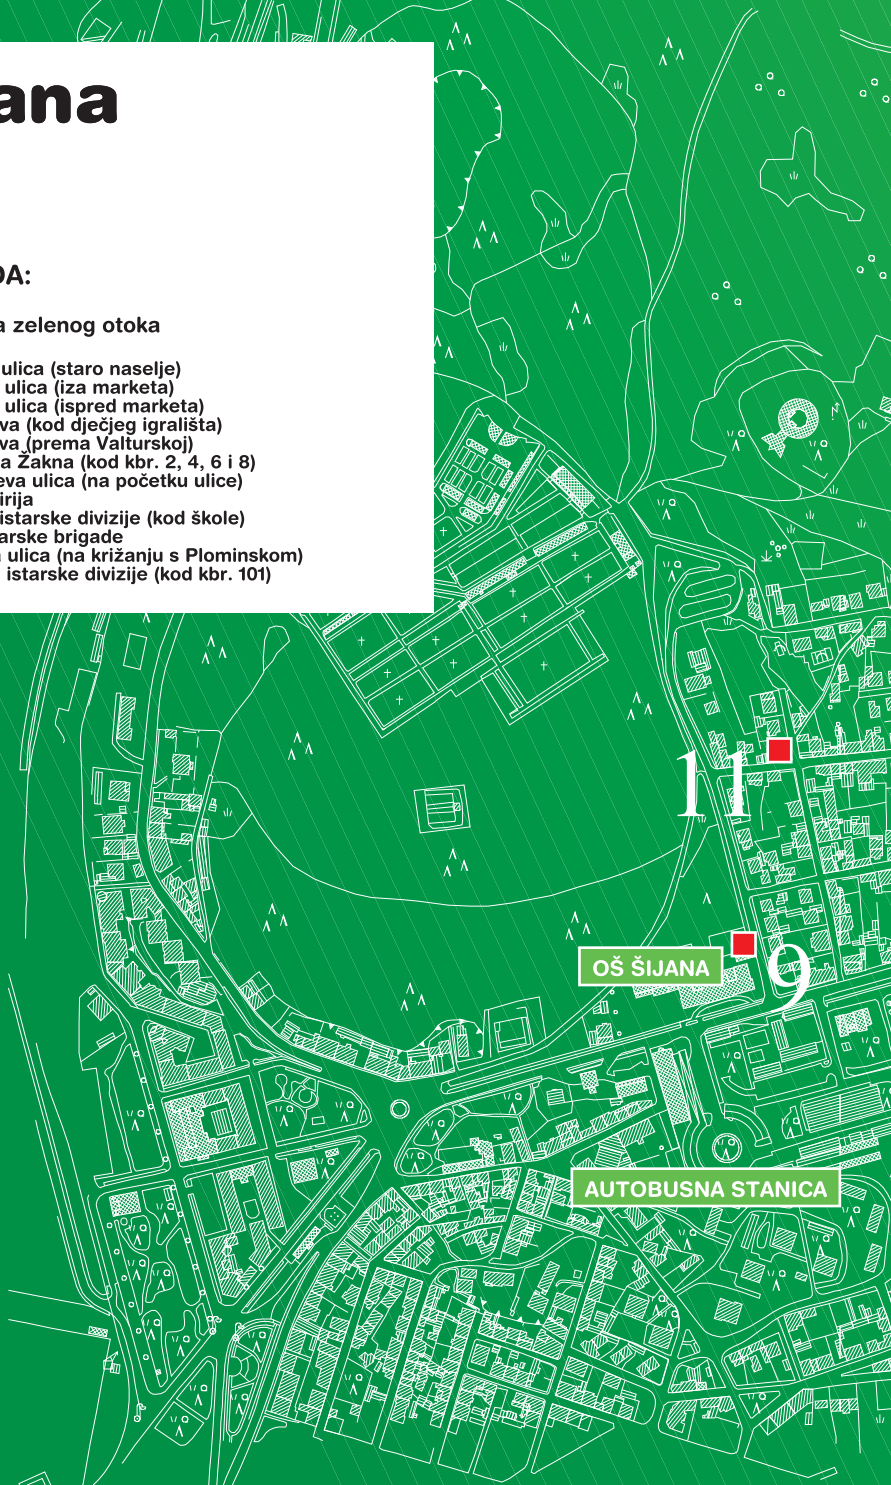 ana
DA:
a zelenog otoka
ulica (staro naselje)
ulica (iza marketa)
ulica (ispred marketa)
va (kod dječjeg igrališta)
va (prema Valturskoj)
a Žakna (kod kbr. 2, 4, 6 i 8)
eva ulica (na početku ulice)
irija
istarske divizije (kod škole)
arske brigade
a ulica (na križanju s Plominskom)
istarske divizije (kod kbr. 101)
11
OŠ ŠIJANA
9
AUTOBUSNA STANICA